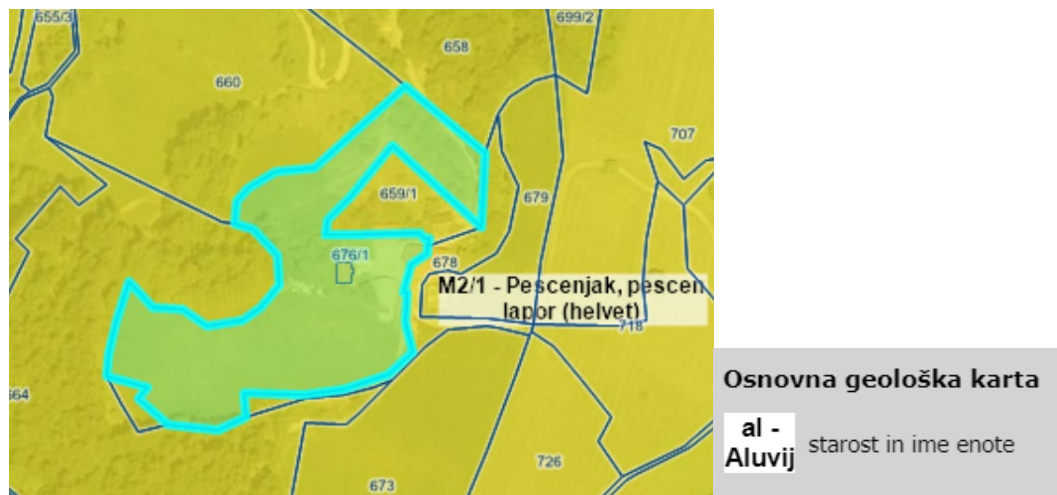 655/3
699/2
658
660
707
659/1
679
676/1
678
M2/1 - Pescenjak, pescen
lapor (helvet)
718
664
Osnovna geološka karta
al -
Aluvij
starost in ime enote
726
673